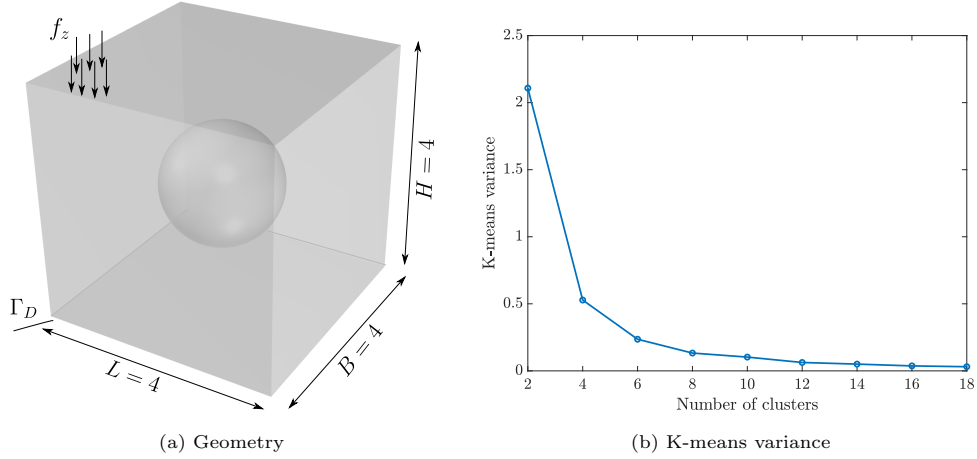 f_z
H = 4
Γ_D
L = 4
B = 4
(a) Geometry
2.5
2
1.5
1
0.5
0
K-means variance
2 4 6 8 10 12 14 16 18
Number of clusters
(b) K-means variance